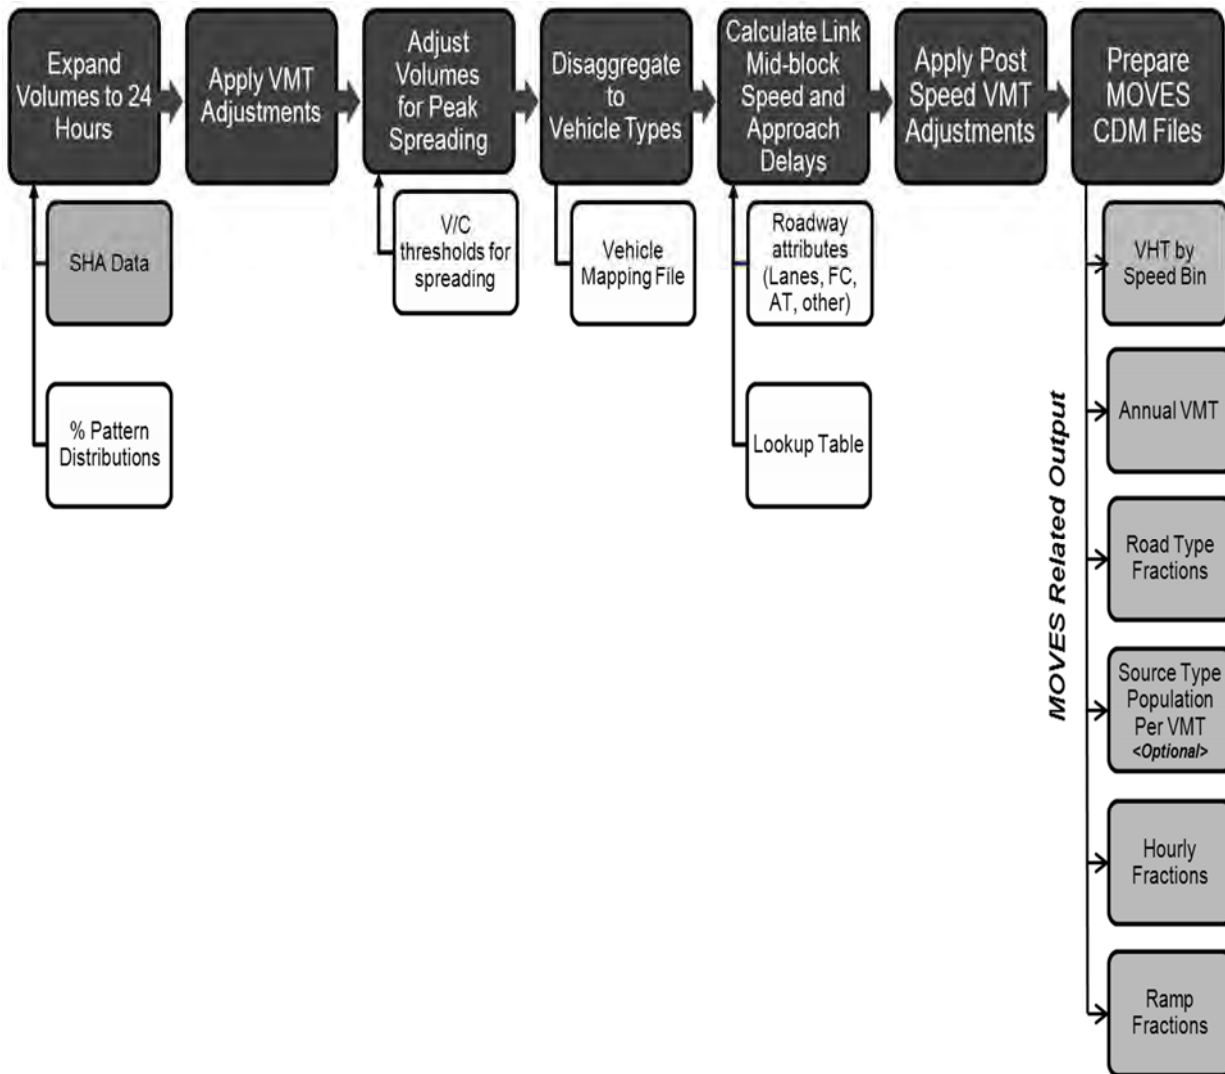 Expand
Volumes to 24
Hours
Apply VMT
Adjustments
Adjust
Volumes
for Peak
Spreading
Disaggregate
to
Vehicle Types
Calculate Link
Mid-block
Speed and
Approach
Delays
Apply Post
Speed VMT
Adjustments
Prepare
MOVES
CDM Files
SHA Data
% Pattern
Distributions
V/C
thresholds for
spreading
Vehicle
Mapping File
Roadway
attributes
(Lanes, FC,
AT, other)
Lookup Table
MOVES Related Output
VHT by
Speed Bin
Annual VMT
Road Type
Fractions
Source Type
Population
Per VMT
<Optional>
Hourly
Fractions
Ramp
Fractions